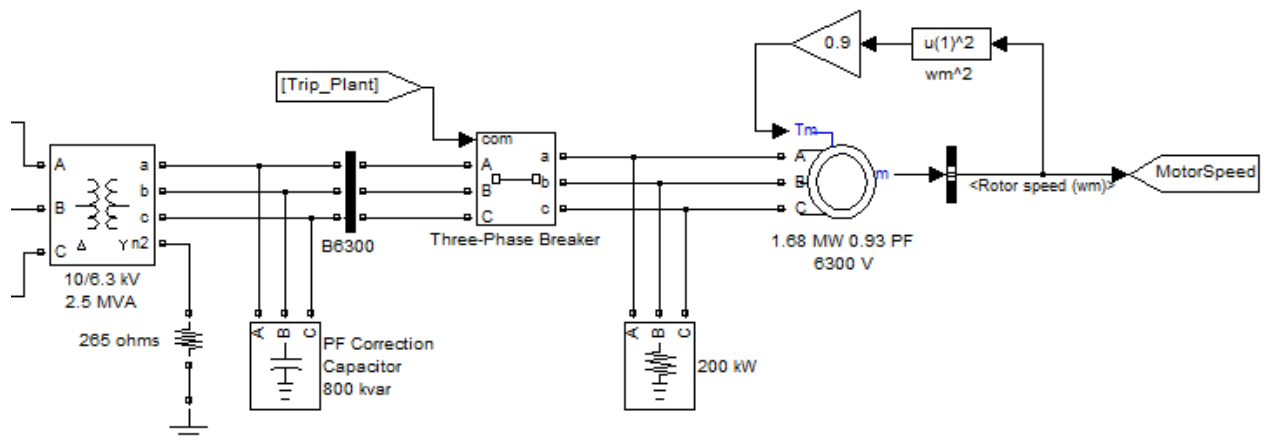 0.9
u(1)^2
wm^2
[Trip_Plant]
com
Tm
A
B
C
a
b
c
n2
Δ
Y
10/6.3 kV
2.5 MVA
B6300
A
B
C
a
b
c
Three-Phase Breaker
A
B
C
m
<Rotor speed (wm)>
MotorSpeed
1.68 MW 0.93 PF
6300 V
265 ohms
A B C
PF Correction
Capacitor
800 kvar
A B C
200 kW